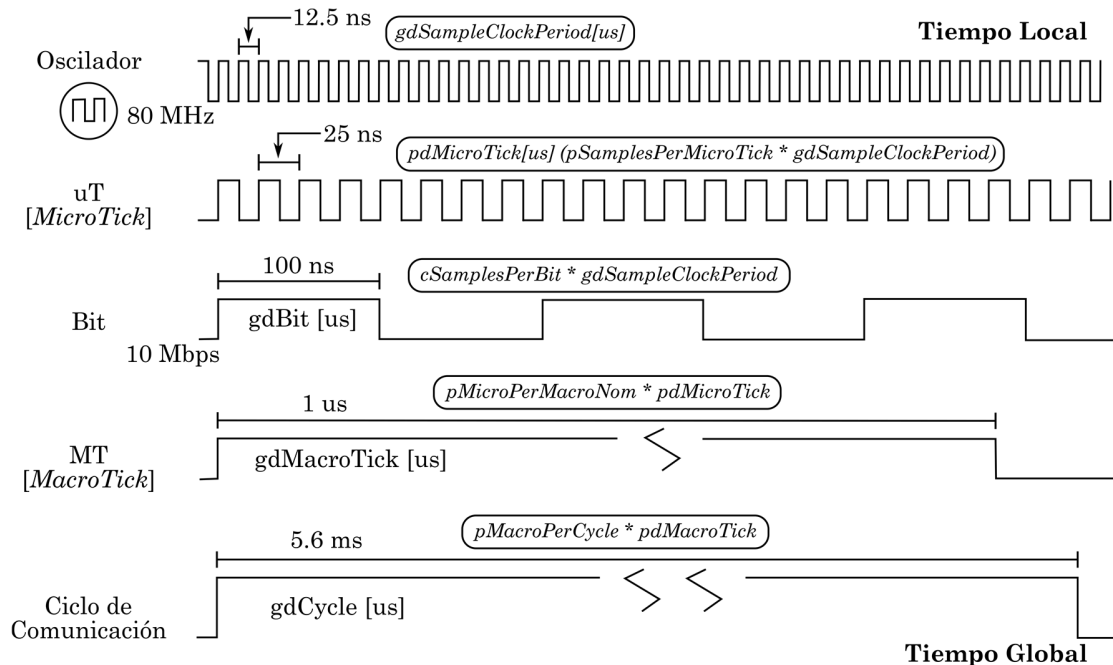 12.5 ns
gdSampleClockPeriod[us]
Tiempo Local
Oscilador
80 MHz
25 ns
pdMicroTick[us] (pSamplesPerMicroTick * gdSampleClockPeriod)
uT
[MicroTick]
100 ns
cSamplesPerBit * gdSampleClockPeriod
gdBit [us]
Bit
10 Mbps
pMicroPerMacroNom * pdMicroTick
1 us
MT
gdMacroTick [us]
[MacroTick]
pMacroPerCycle * pdMacroTick
5.6 ms
gdCycle [us]
Ciclo de
Comunicación
Tiempo Global